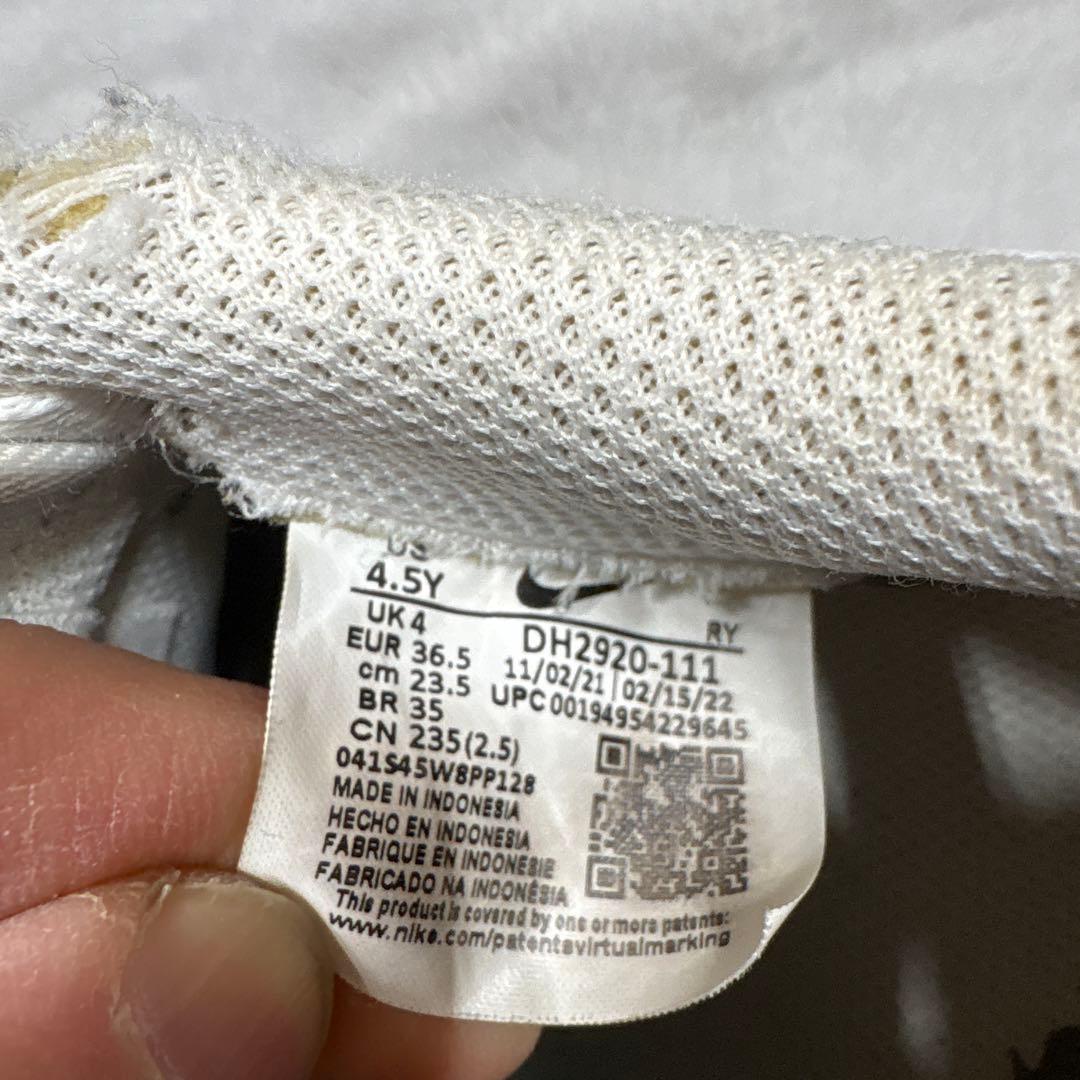 US
4.5Y
UK 4
EUR 36.5
cm 23.5
BR 35
CN 235(2.5)
RY
DH2920-111
11/02/21 | 02/15/22
UPC00194954229645
041S45W8PP128
MADE IN INDONESIA
HECHO EN INDONESIA
FABRIQUE EN INDONESIE
FABRICADO NA INDONÉSIA
This product is covered by one or more patents:
www.nike.com/patentsvirtualmarking